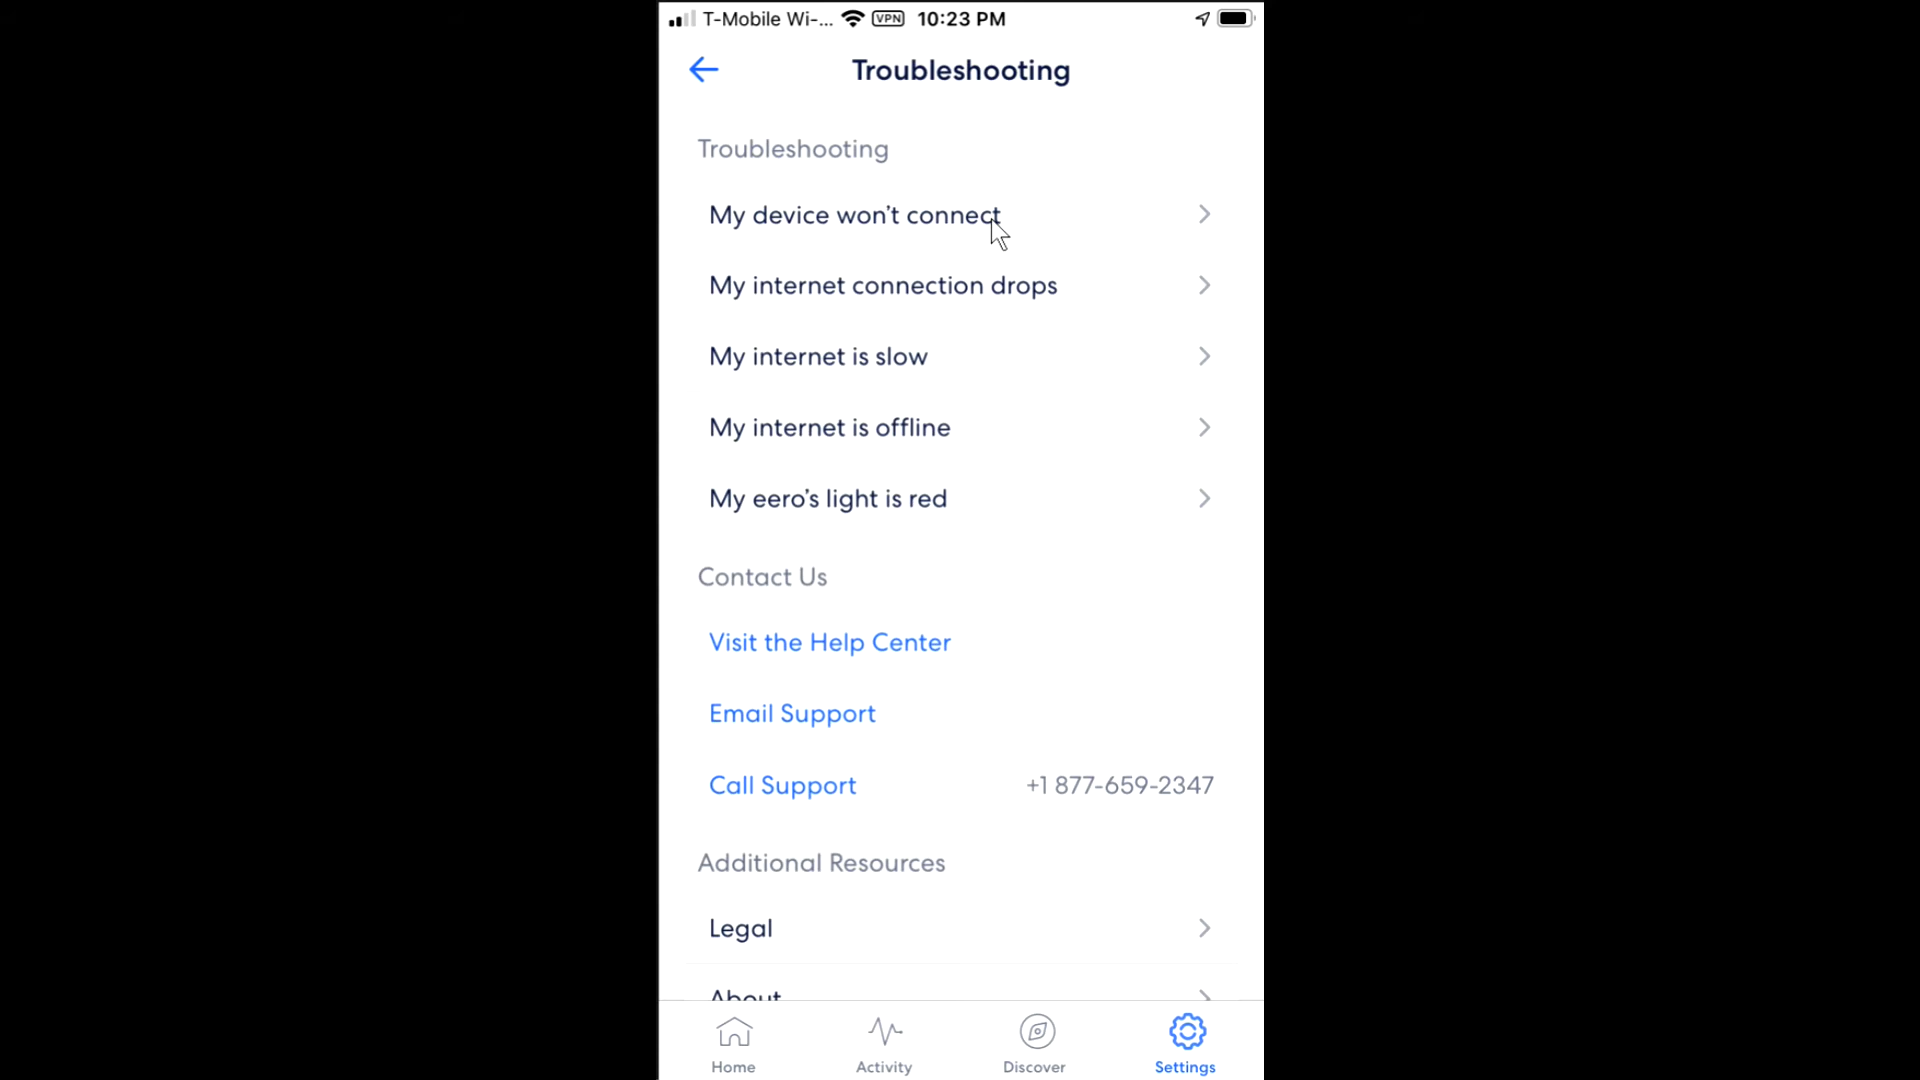 T-Mobile Wi-... VPN 10:23 PM
Troubleshooting
Troubleshooting
My device won’t connect
My internet connection drops
My internet is slow
My internet is offline
My eero’s light is red
Contact Us
Visit the Help Center
Email Support
Call Support +1 877-659-2347
Additional Resources
Legal
About
Home Activity Discover Settings